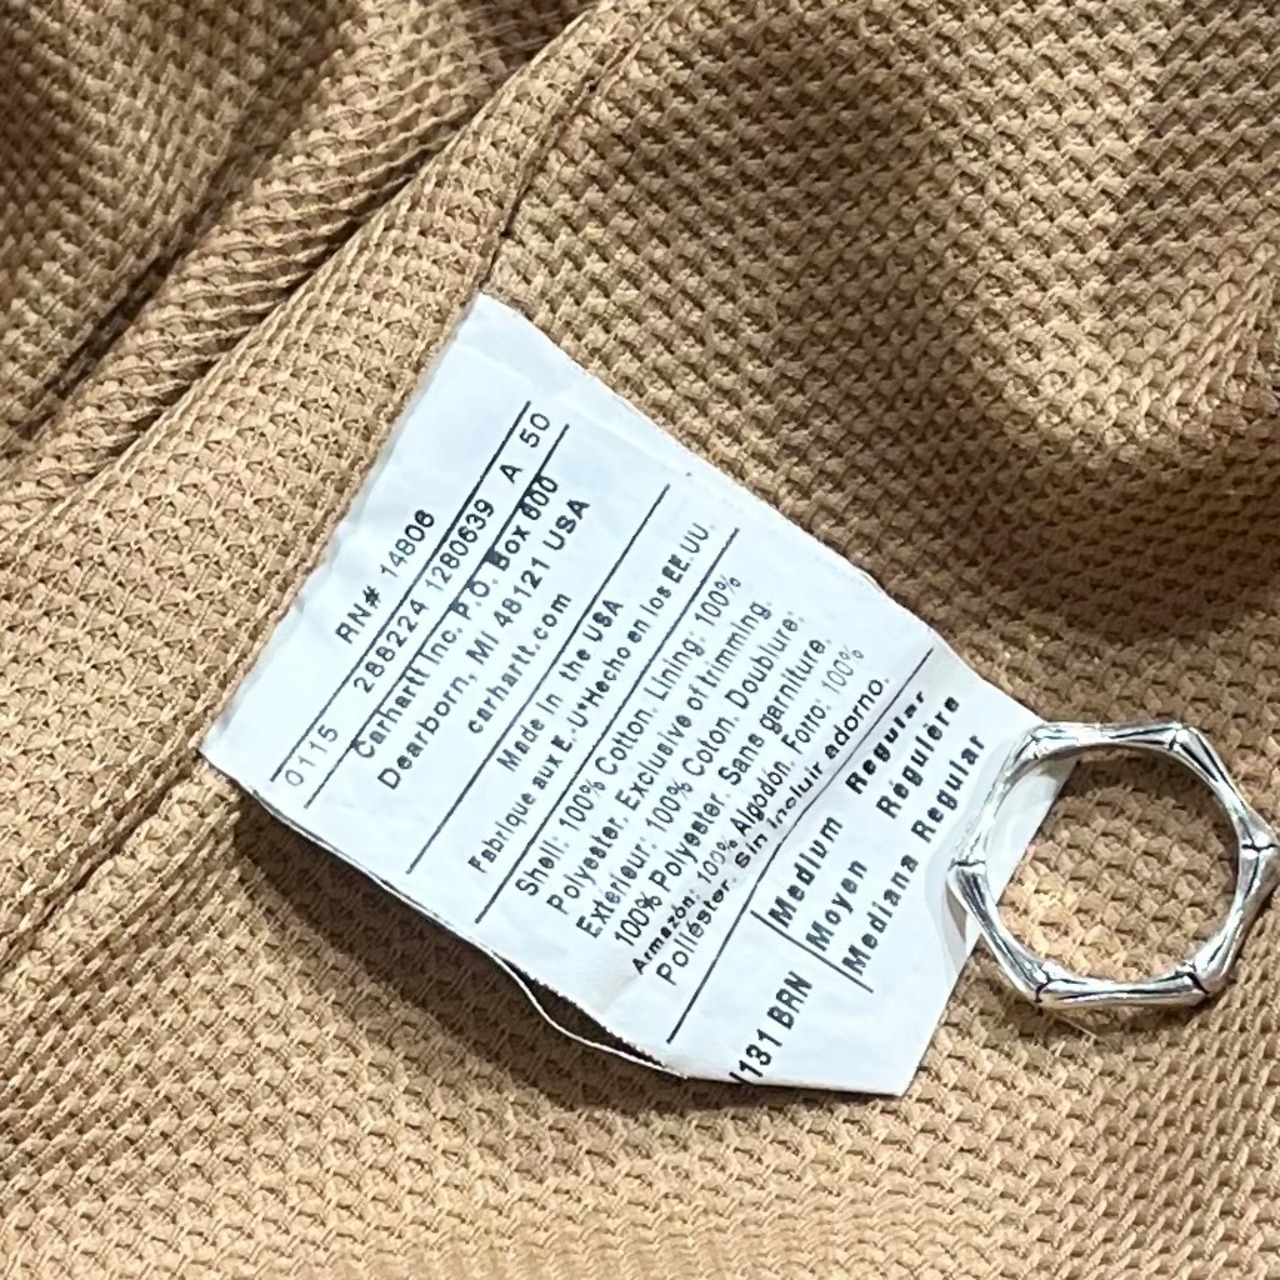 RN# 14806
0115 288224 1280639 A 50
Carhartt Inc. P.O. Box 600
Dearborn, MI 48121 USA
carhartt.com
Made in the USA
Fabrique aux E.U*Hecho en los EE.UU.
Shell: 100% Cotton. Lining: 100%
Polyester. Exclusive of trimming.
Exterieur: 100% Coton. Doublure:
100% Polyester. Sans garniture.
Armazón: 100% Algodón. Forro: 100%
Poliéster. Sin incluir adorno.
J131 BRN
Medium Regular
Moyen Régulère
Mediana Regular